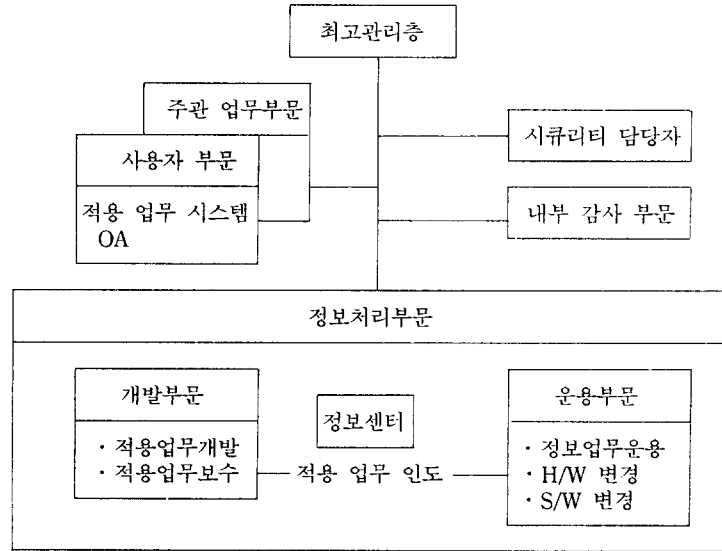 최고관리층
주관 업무부문
사용자 부문
적용 업무 시스템
OA
시큐리티 담당자
내부 감사 부문
정보처리부문
개발부문
· 적용업무개발
· 적용업무보수
정보센터
적용 업무 인도
운용부문
· 정보업무운용
· H/W 변경
· S/W 변경